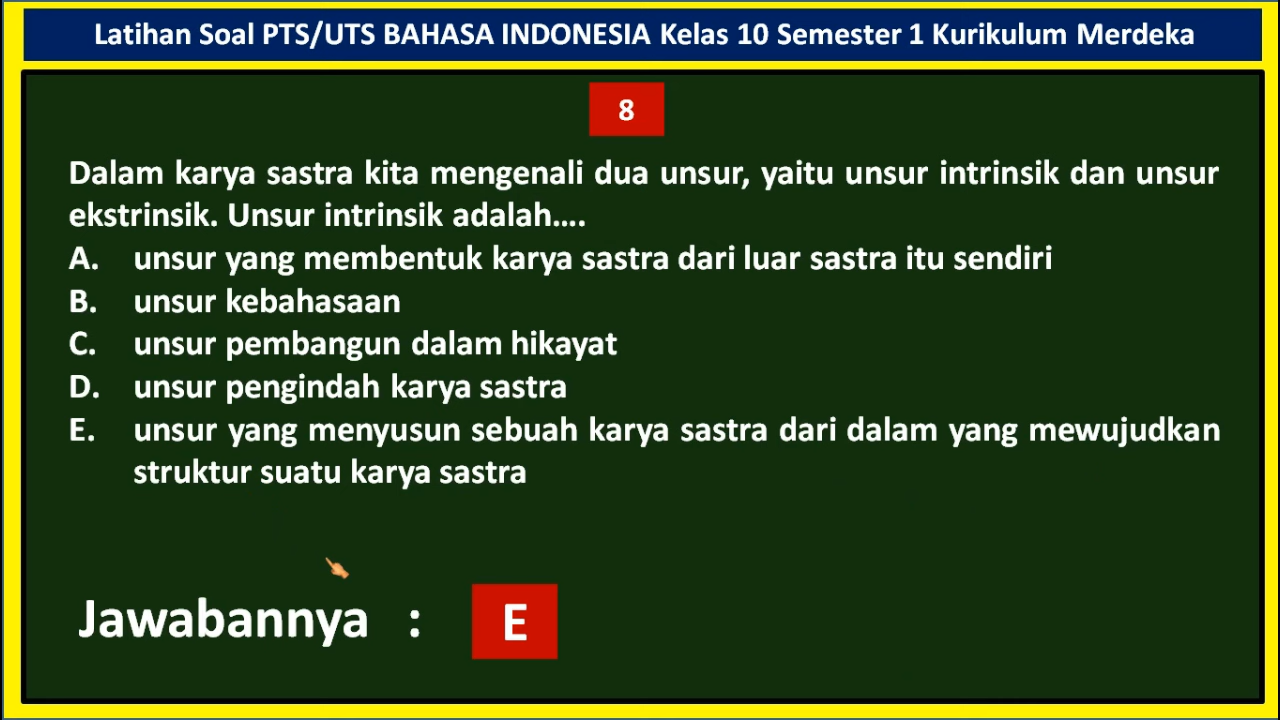 Latihan Soal PTS/UTS BAHASA INDONESIA Kelas 10 Semester 1 Kurikulum Merdeka
8
Dalam karya sastra kita mengenali dua unsur, yaitu unsur intrinsik dan unsur
ekstrinsik. Unsur intrinsik adalah....
A. unsur yang membentuk karya sastra dari luar sastra itu sendiri
B. unsur kebahasaan
C. unsur pembangun dalam hikayat
D. unsur pengindah karya sastra
E. unsur yang menyusun sebuah karya sastra dari dalam yang mewujudkan
struktur suatu karya sastra
Jawabannya : E